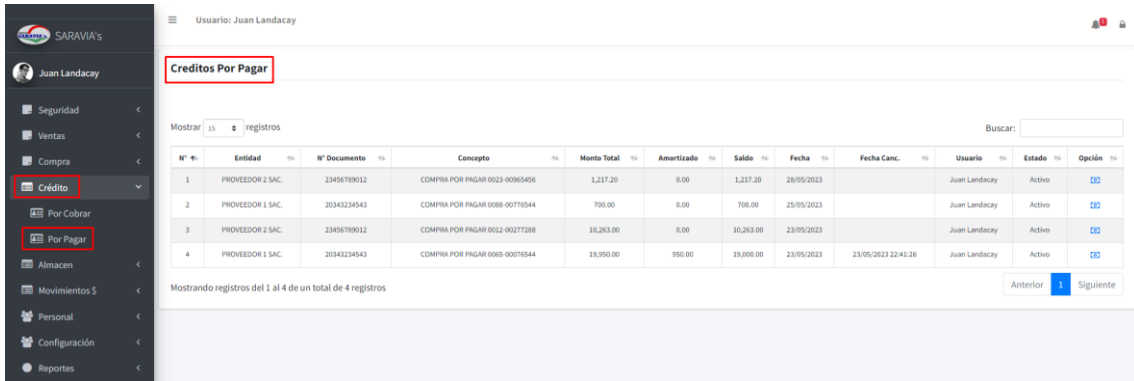 SARAVIA's
Usuario: Juan Landacay
Juan Landacay
Seguridad
Ventas
Compra
Crédito
Por Cobrar
Por Pagar
Almacen
Movimientos $
Personal
Configuración
Reportes
Creditos Por Pagar
Mostrar 15 registros
Buscar:
N° Entidad N° Documento Concepto Monto Total Amortizado Saldo Fecha Fecha Canc. Usuario Estado Opción
1 PROVEEDOR 2 SAC. 23456789012 COMPRA POR PAGAR 0023-00965456 1,217.20 0.00 1,217.20 28/05/2023 Juan Landacay Activo
2 PROVEEDOR 1 SAC. 20343234543 COMPRA POR PAGAR 0088-00776544 700.00 0.00 700.00 25/05/2023 Juan Landacay Activo
3 PROVEEDOR 2 SAC. 23456789012 COMPRA POR PAGAR 0012-00277288 10,263.00 0.00 10,263.00 23/05/2023 Juan Landacay Activo
4 PROVEEDOR 1 SAC. 20343234543 COMPRA POR PAGAR 0065-00076544 19,950.00 950.00 19,000.00 23/05/2023 23/05/2023 22:41:26 Juan Landacay Activo
Mostrando registros del 1 al 4 de un total de 4 registros
Anterior 1 Siguiente